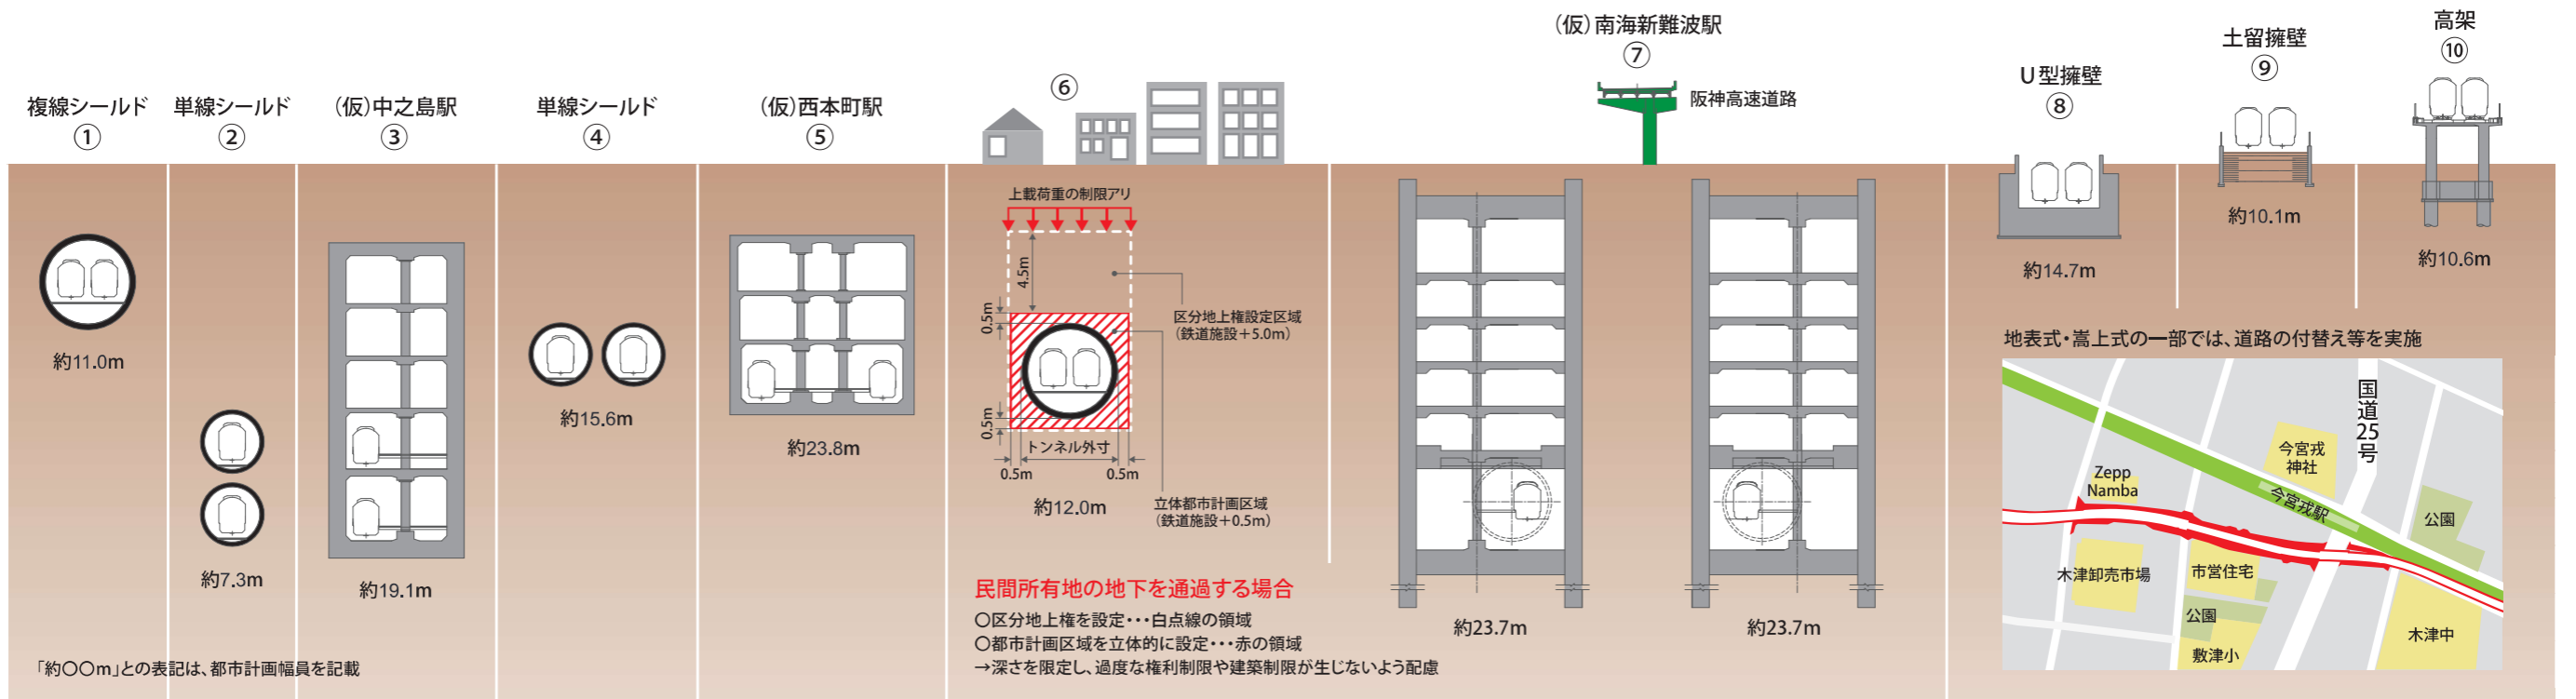 複線シールド
①
約11.0m
単線シールド
②
約7.3m
(仮)中之島駅
③
約19.1m
単線シールド
④
約15.6m
(仮)西本町駅
⑤
約23.8m
⑥
上載荷重の制限アリ
4.5m
0.5m
0.5m
トンネル外寸
0.5m
0.5m
約12.0m
区分地上権設定区域
(鉄道施設+5.0m)
立体都市計画区域
(鉄道施設+0.5m)
民間所有地の地下を通過する場合
〇区分地上権を設定・・・白点線の領域
〇都市計画区域を立体的に設定・・・赤の領域
→深さを限定し、過度な権利制限や建築制限が生じないよう配慮
(仮)南海新難波駅
⑦
阪神高速道路
約23.7m
約23.7m
U型擁壁
⑧
約14.7m
土留擁壁
⑨
約10.1m
高架
⑩
約10.6m
地表式・嵩上式の一部では、道路の付替え等を実施
国道25号
今宮戎
神社
Zepp
Namba
今宮戎駅
公園
木津卸売市場
市営住宅
公園
敷津小
木津中
「約〇〇m」との表記は、都市計画幅員を記載